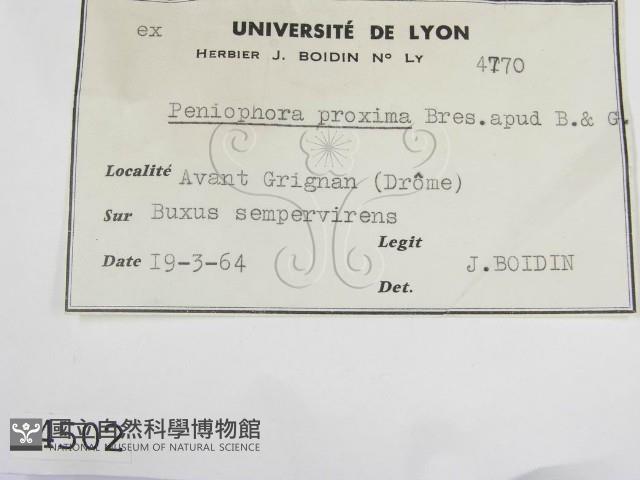 ex UNIVERSITÉ DE LYON
HERBIER J. BOIDIN Nº LY 4770
Peniophora proxima Bres.apud B.& G.
Localité Avant Grignan (Drôme)
Sur Buxus sempervirens
Legit
Date I9-3-64 J.BOIDIN
Det.
4502
國立自然科學博物館
NATIONAL MUSEUM OF NATURAL SCIENCE